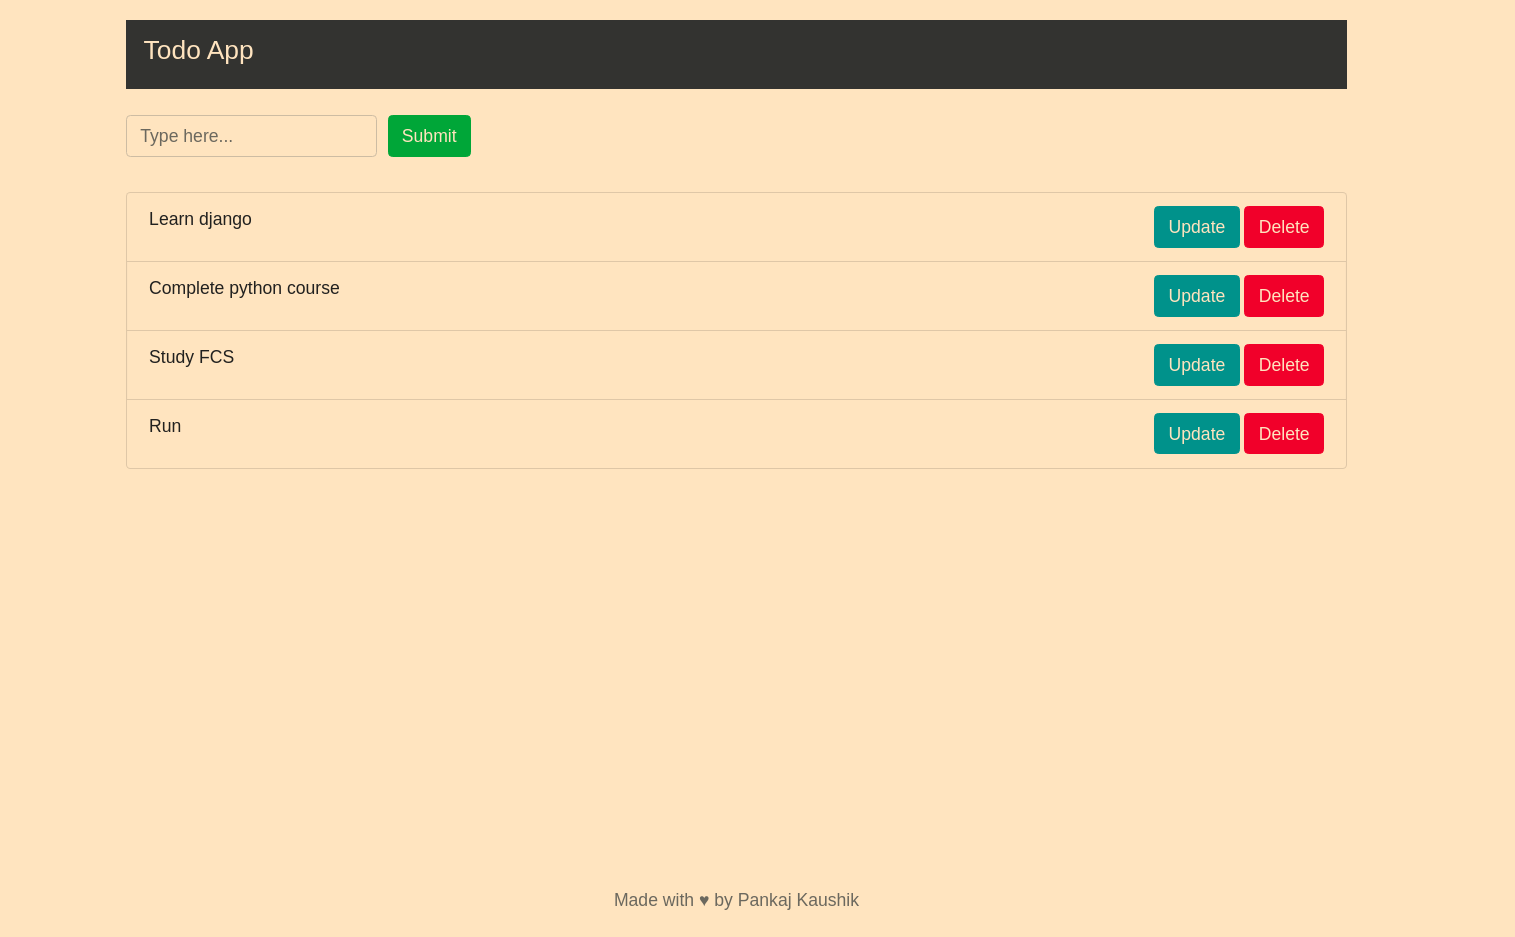 Todo App
Type here...
Submit
Learn django
Update
Delete
Complete python course
Update
Delete
Study FCS
Update
Delete
Run
Update
Delete
Made with ♥ by Pankaj Kaushik